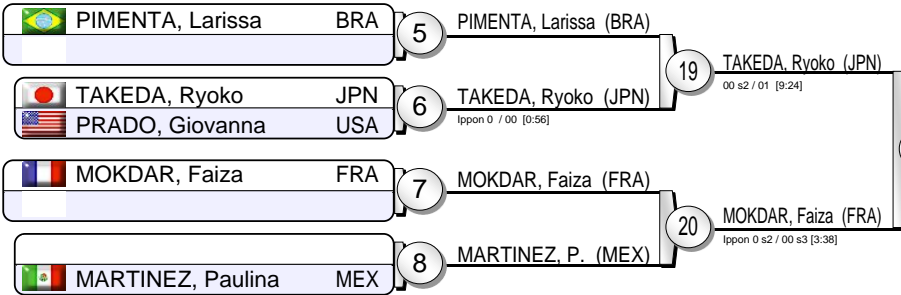 PIMENTA, Larissa BRA
5
PIMENTA, Larissa (BRA)
19
TAKEDA, Ryoko (JPN)
00 s2 / 01 [9:24]
TAKEDA, Ryoko JPN
PRADO, Giovanna USA
6
TAKEDA, Ryoko (JPN)
Ippon 0 / 00 [0:56]
MOKDAR, Faiza FRA
7
MOKDAR, Faiza (FRA)
20
MOKDAR, Faiza (FRA)
Ippon 0 s2 / 00 s3 [3:38]
MARTINEZ, Paulina MEX
8
MARTINEZ, P. (MEX)